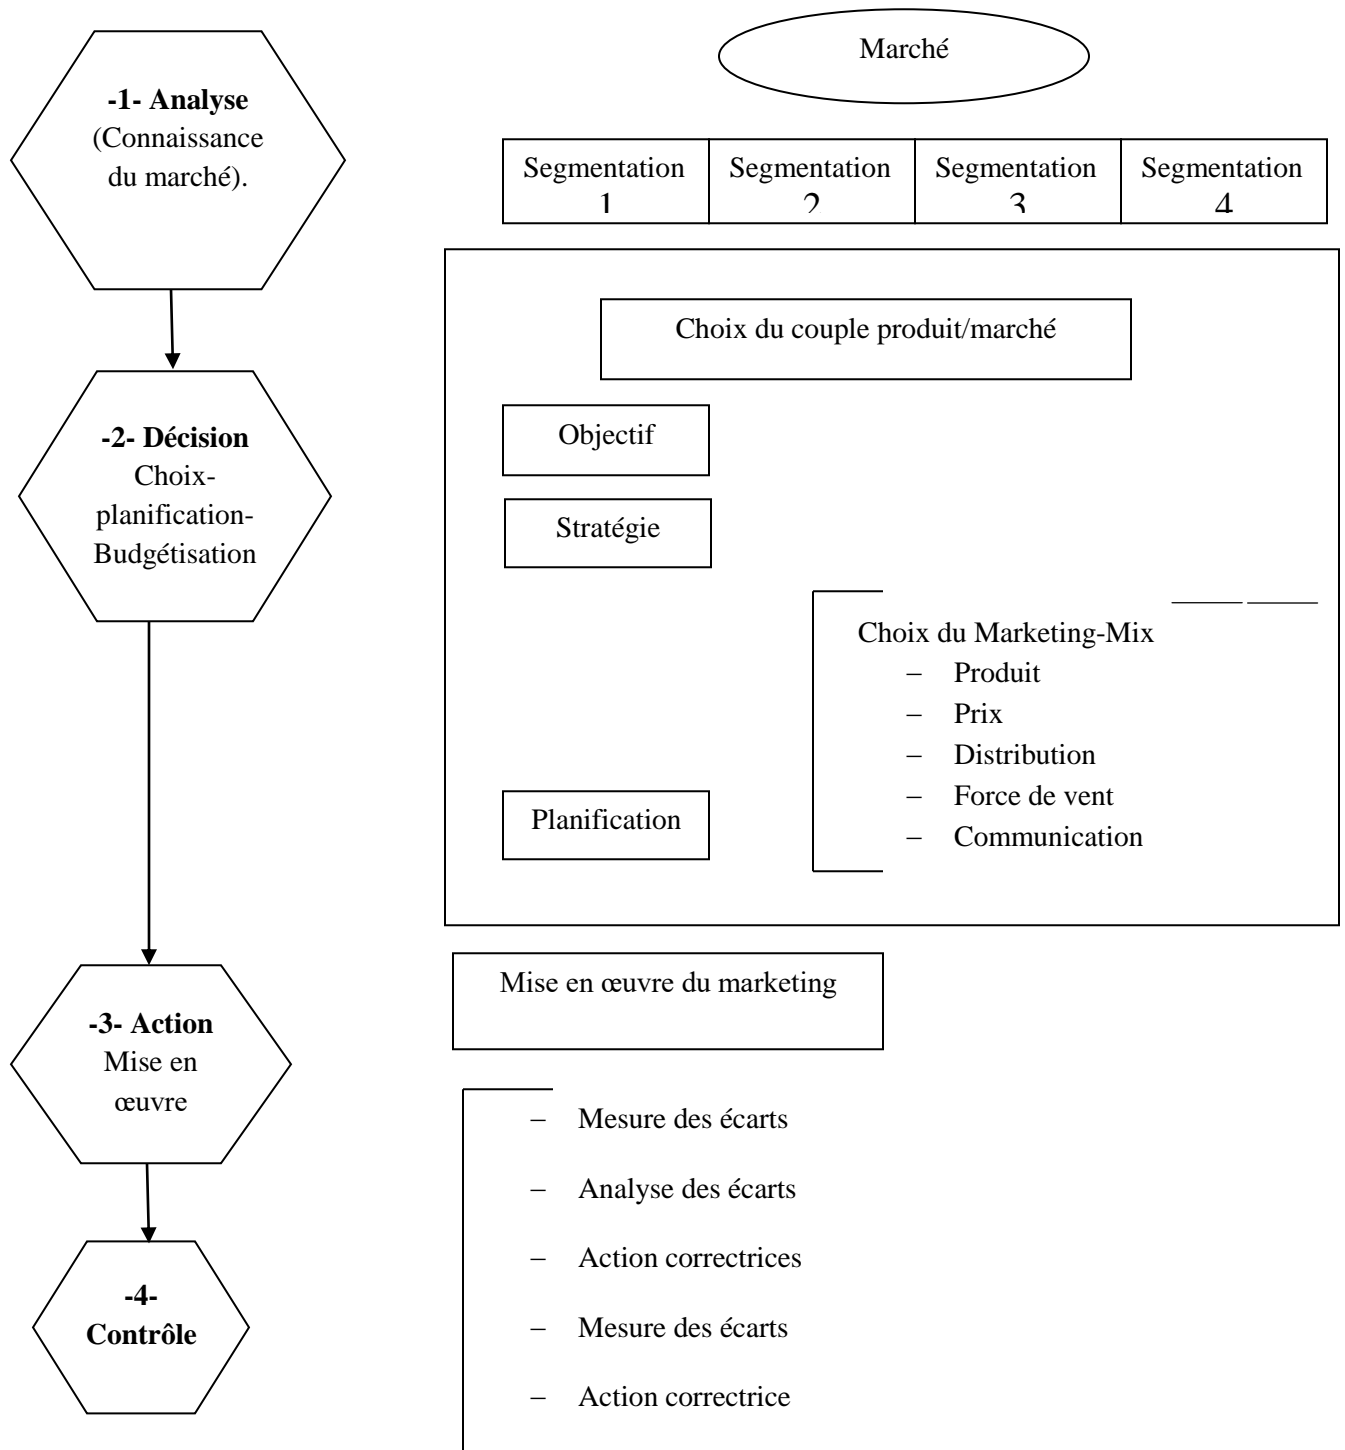 Marché
-1- Analyse
(Connaissance
du marché).
Segmentation Segmentation Segmentation Segmentation
1 2 3 4
Choix du couple produit/marché
-2- Décision
Choix-
planification-
Budgétisation
Objectif
Stratégie
Choix du Marketing-Mix
– Produit
– Prix
– Distribution
– Force de vent
– Communication
Planification
-3- Action
Mise en
œuvre
Mise en œuvre du marketing
– Mesure des écarts
– Analyse des écarts
– Action correctrices
– Mesure des écarts
– Action correctrice
-4-
Contrôle